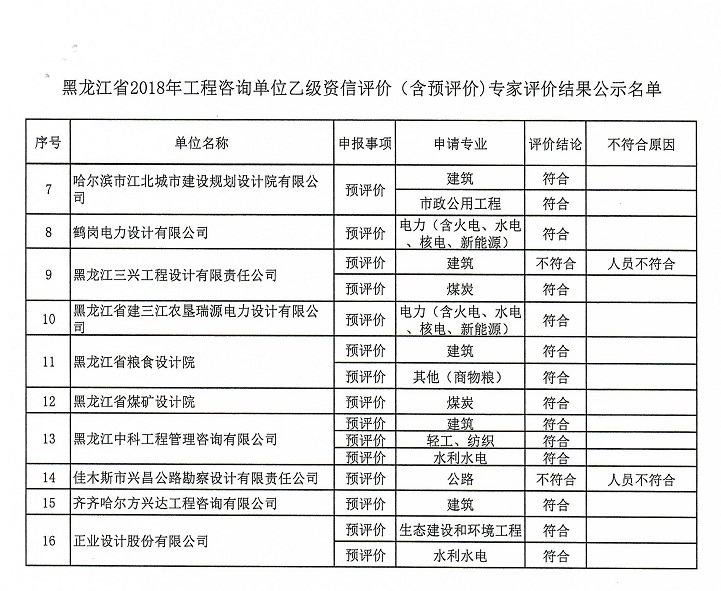 黑龙江省2018年工程咨询单位乙级资信评价（含预评价)专家评价结果公示名单
序号 单位名称 申报事项 申请专业 评价结论 不符合原因
7 哈尔滨市江北城市建设规划设计院有限公
司 预评价 建筑 符合
市政公用工程 符合
8 鹤岗电力设计有限公司 预评价 电力（含火电、水电
、核电、新能源） 符合
9 黑龙江三兴工程设计有限责任公司 预评价 建筑 不符合 人员不符合
预评价 煤炭 符合
10 黑龙江省建三江农垦瑞源电力设计有限公
司 预评价 电力（含火电、水电
、核电、新能源） 符合
11 黑龙江省粮食设计院 预评价 建筑 符合
预评价 其他（商物粮） 符合
12 黑龙江省煤矿设计院 预评价 煤炭 符合
13 黑龙江中科工程管理咨询有限公司 预评价 建筑 符合
预评价 轻工、纺织 符合
预评价 水利水电 符合
14 佳木斯市兴昌公路勘察设计有限责任公司 预评价 公路 不符合 人员不符合
15 齐齐哈尔方兴达工程咨询有限公司 预评价 建筑 符合
16 正业设计股份有限公司 预评价 生态建设和环境工程 符合
预评价 水利水电 符合